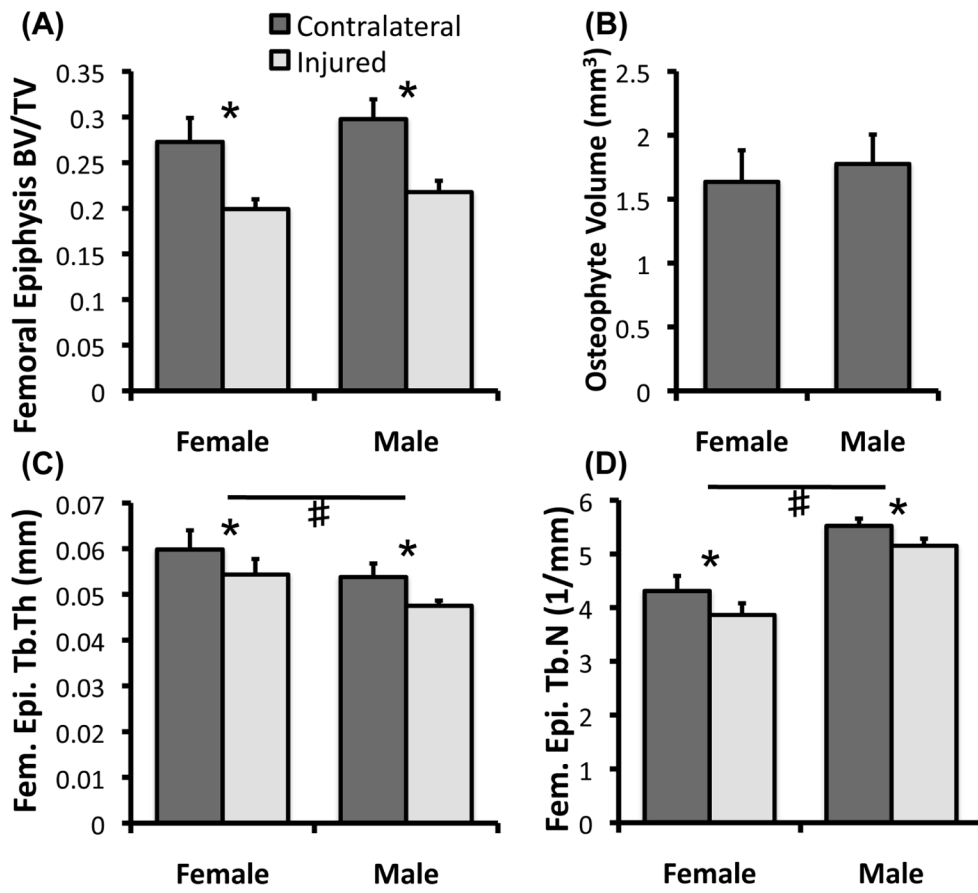 (A)
Contralateral
Injured
Femoral Epiphysis BV/TV
0.35
0.3
0.25
0.2
0.15
0.1
0.05
0
*
*
Female
Male
(B)
Osteophyte Volume (mm³)
2.5
2
1.5
1
0.5
0
Female
Male
(C)
Fem. Epi. Tb.Th (mm)
0.07
0.06
0.05
0.04
0.03
0.02
0.01
0
#
*
*
Female
Male
(D)
Fem. Epi. Tb.N (1/mm)
6
5
4
3
2
1
0
#
*
*
Female
Male